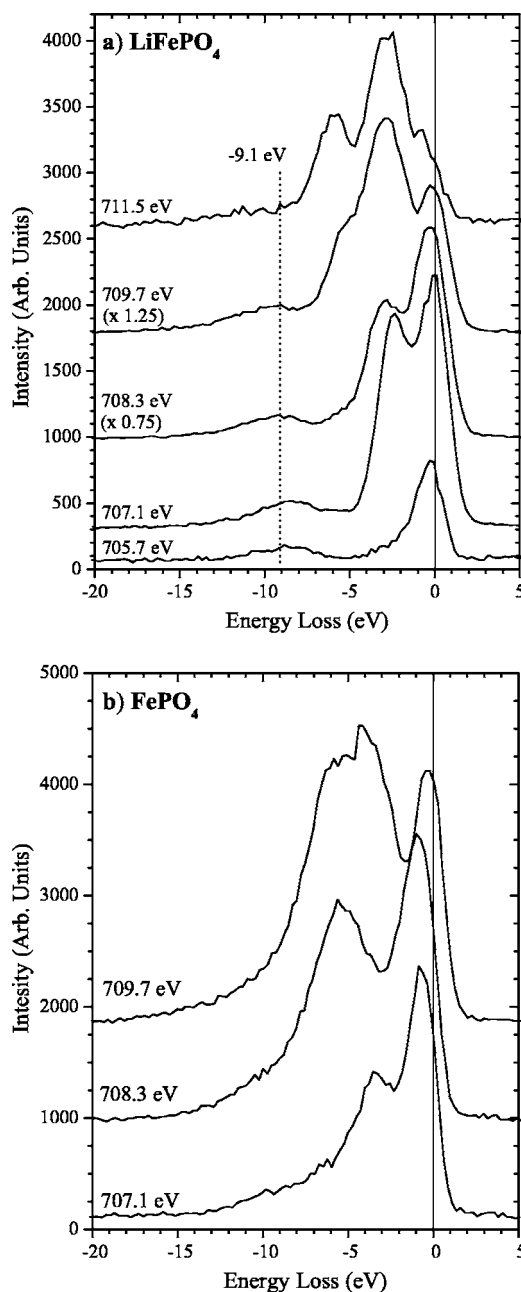 a) LiFePO4
4000
3500
3000
2500
2000
1500
1000
500
0
Intensity (Arb. Units)
-9.1 eV
711.5 eV
709.7 eV
(x 1.25)
708.3 eV
(x 0.75)
707.1 eV
705.7 eV
-20 -15 -10 -5 0 5
Energy Loss (eV)
b) FePO4
5000
4000
3000
2000
1000
0
Intesity (Arb. Units)
709.7 eV
708.3 eV
707.1 eV
-20 -15 -10 -5 0 5
Energy Loss (eV)